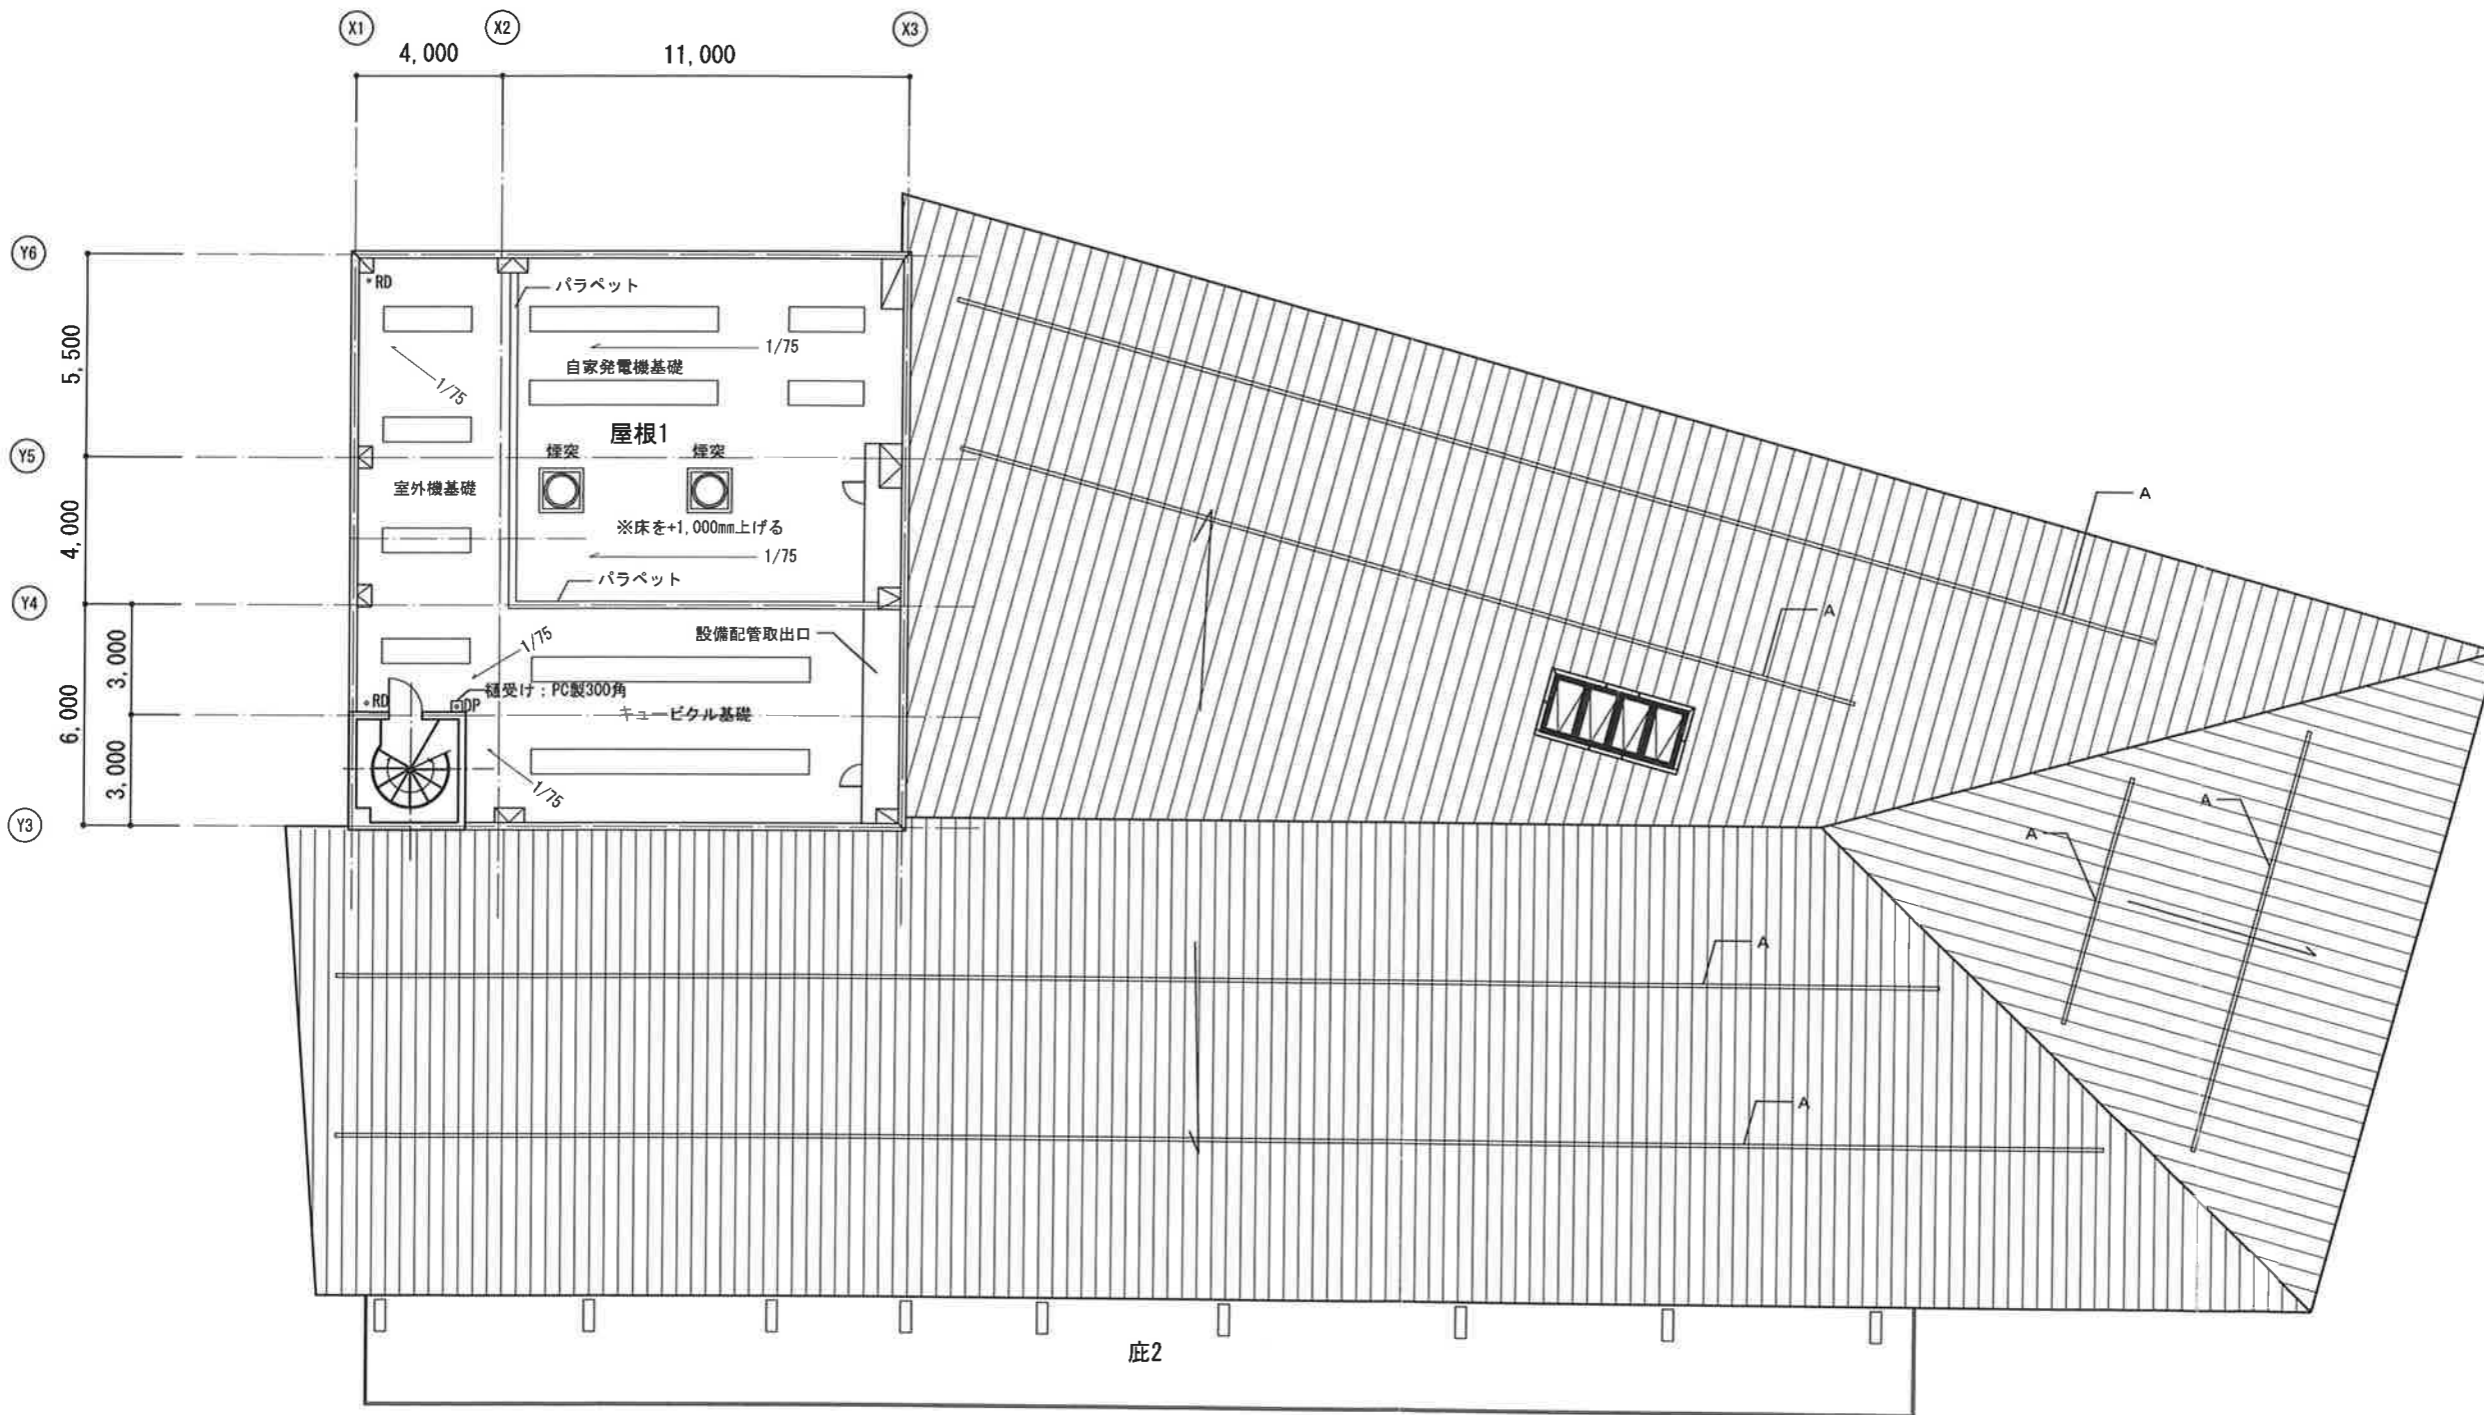 X1
X2
X3
4,000
11,000
Y6
RD
パラペット
5,500
1/75
自家発電機基礎
1/75
屋根1
煙突
煙突
Y5
室外機基礎
A
※床を+1,000mm上げる
4,000
1/75
パラペット
Y4
A
3,000
1/75
設備配管取出口
樋受け:PC製300角
RD
DP
キュービクル基礎
6,000
3,000
1/75
Y3
A
A
A
A
庇2